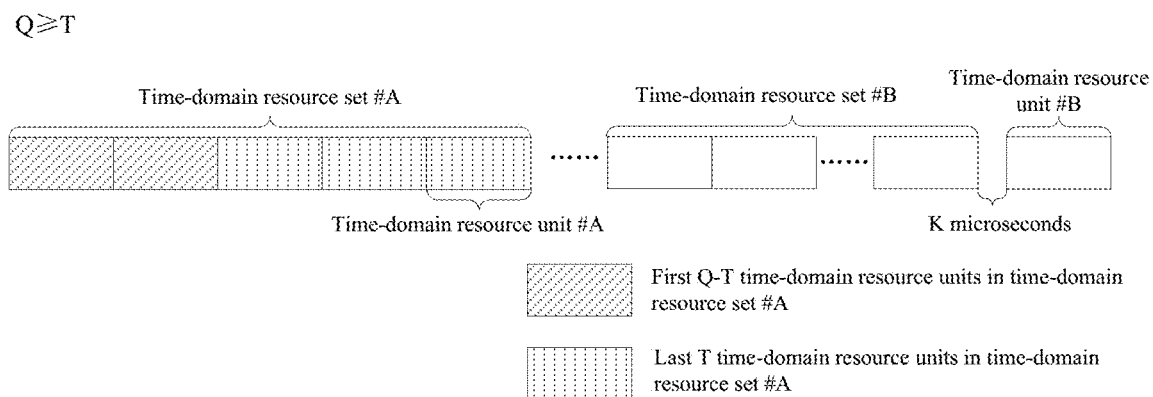 Q≥T
Time-domain resource set #A
Time-domain resource set #B
Time-domain resource
unit #B
......
......
Time-domain resource unit #A
K microseconds
First Q-T time-domain resource units in time-domain
resource set #A
Last T time-domain resource units in time-domain
resource set #A